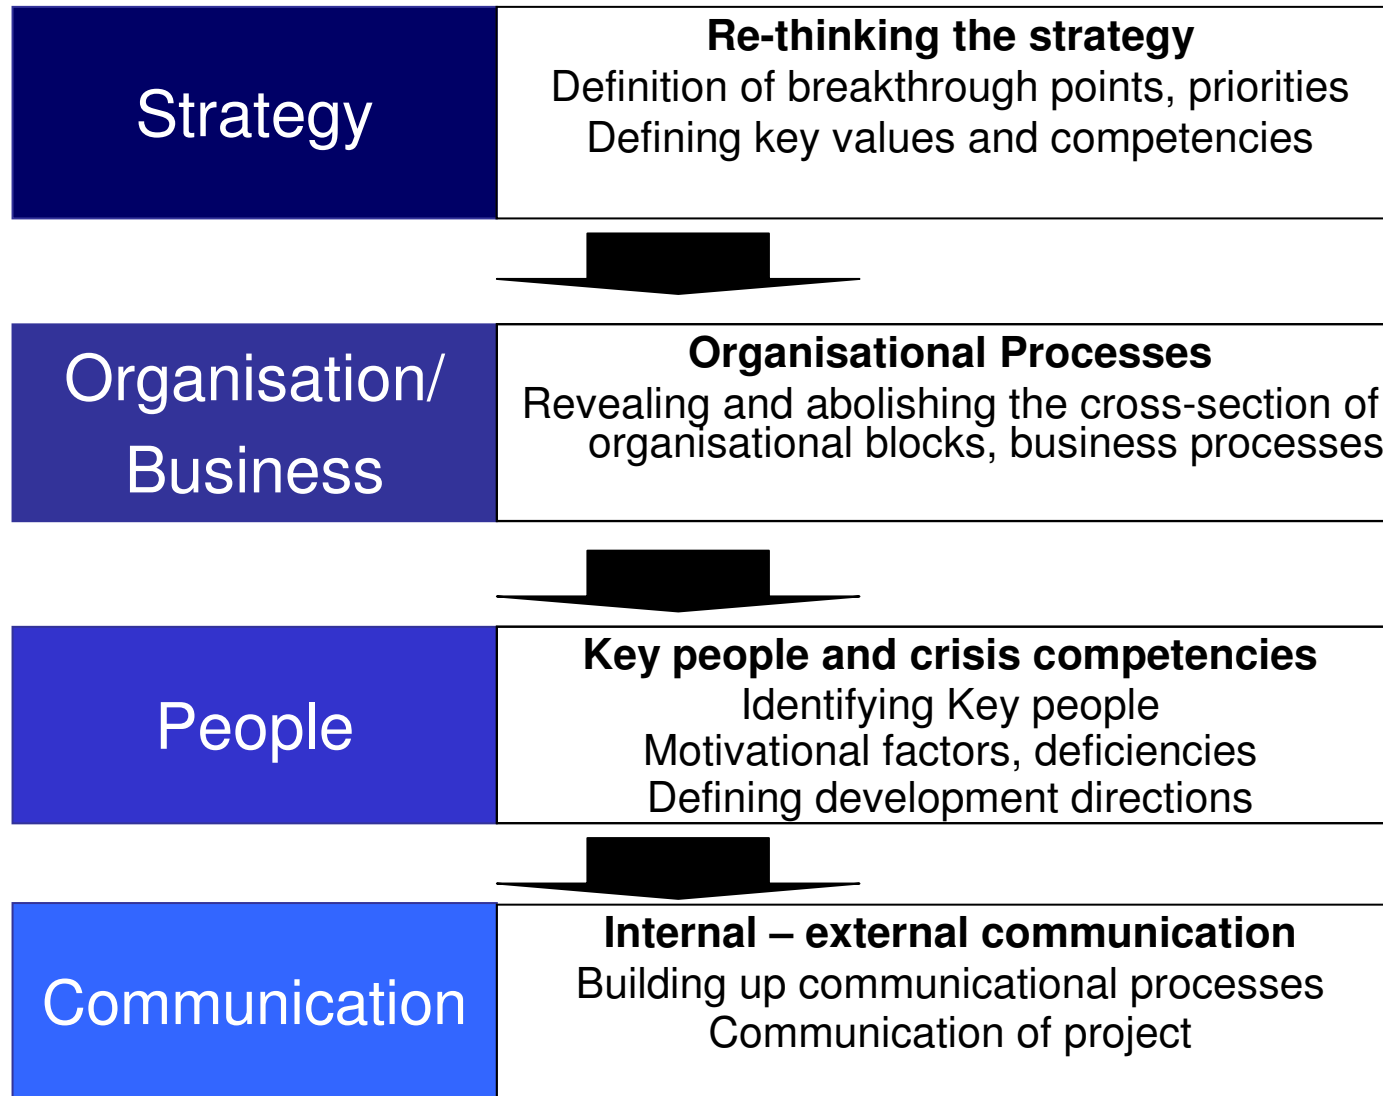 Strategy
Re-thinking the strategy
Definition of breakthrough points, priorities
Defining key values and competencies
Organisation/
Business
Organisational Processes
Revealing and abolishing the cross-section of
organisational blocks, business processes
People
Key people and crisis competencies
Identifying Key people
Motivational factors, deficiencies
Defining development directions
Communication
Internal – external communication
Building up communicational processes
Communication of project